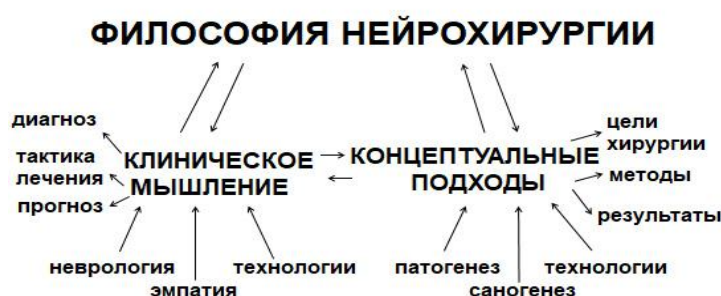 ФИЛОСОФИЯ НЕЙРОХИРУРГИИ
диагноз
тактика
лечения
прогноз
КЛИНИЧЕСКОЕ
МЫШЛЕНИЕ
КОНЦЕПТУАЛЬНЫЕ
ПОДХОДЫ
цели
хирургии
методы
результаты
неврология
эмпатия
технологии
патогенез
саногенез
технологии